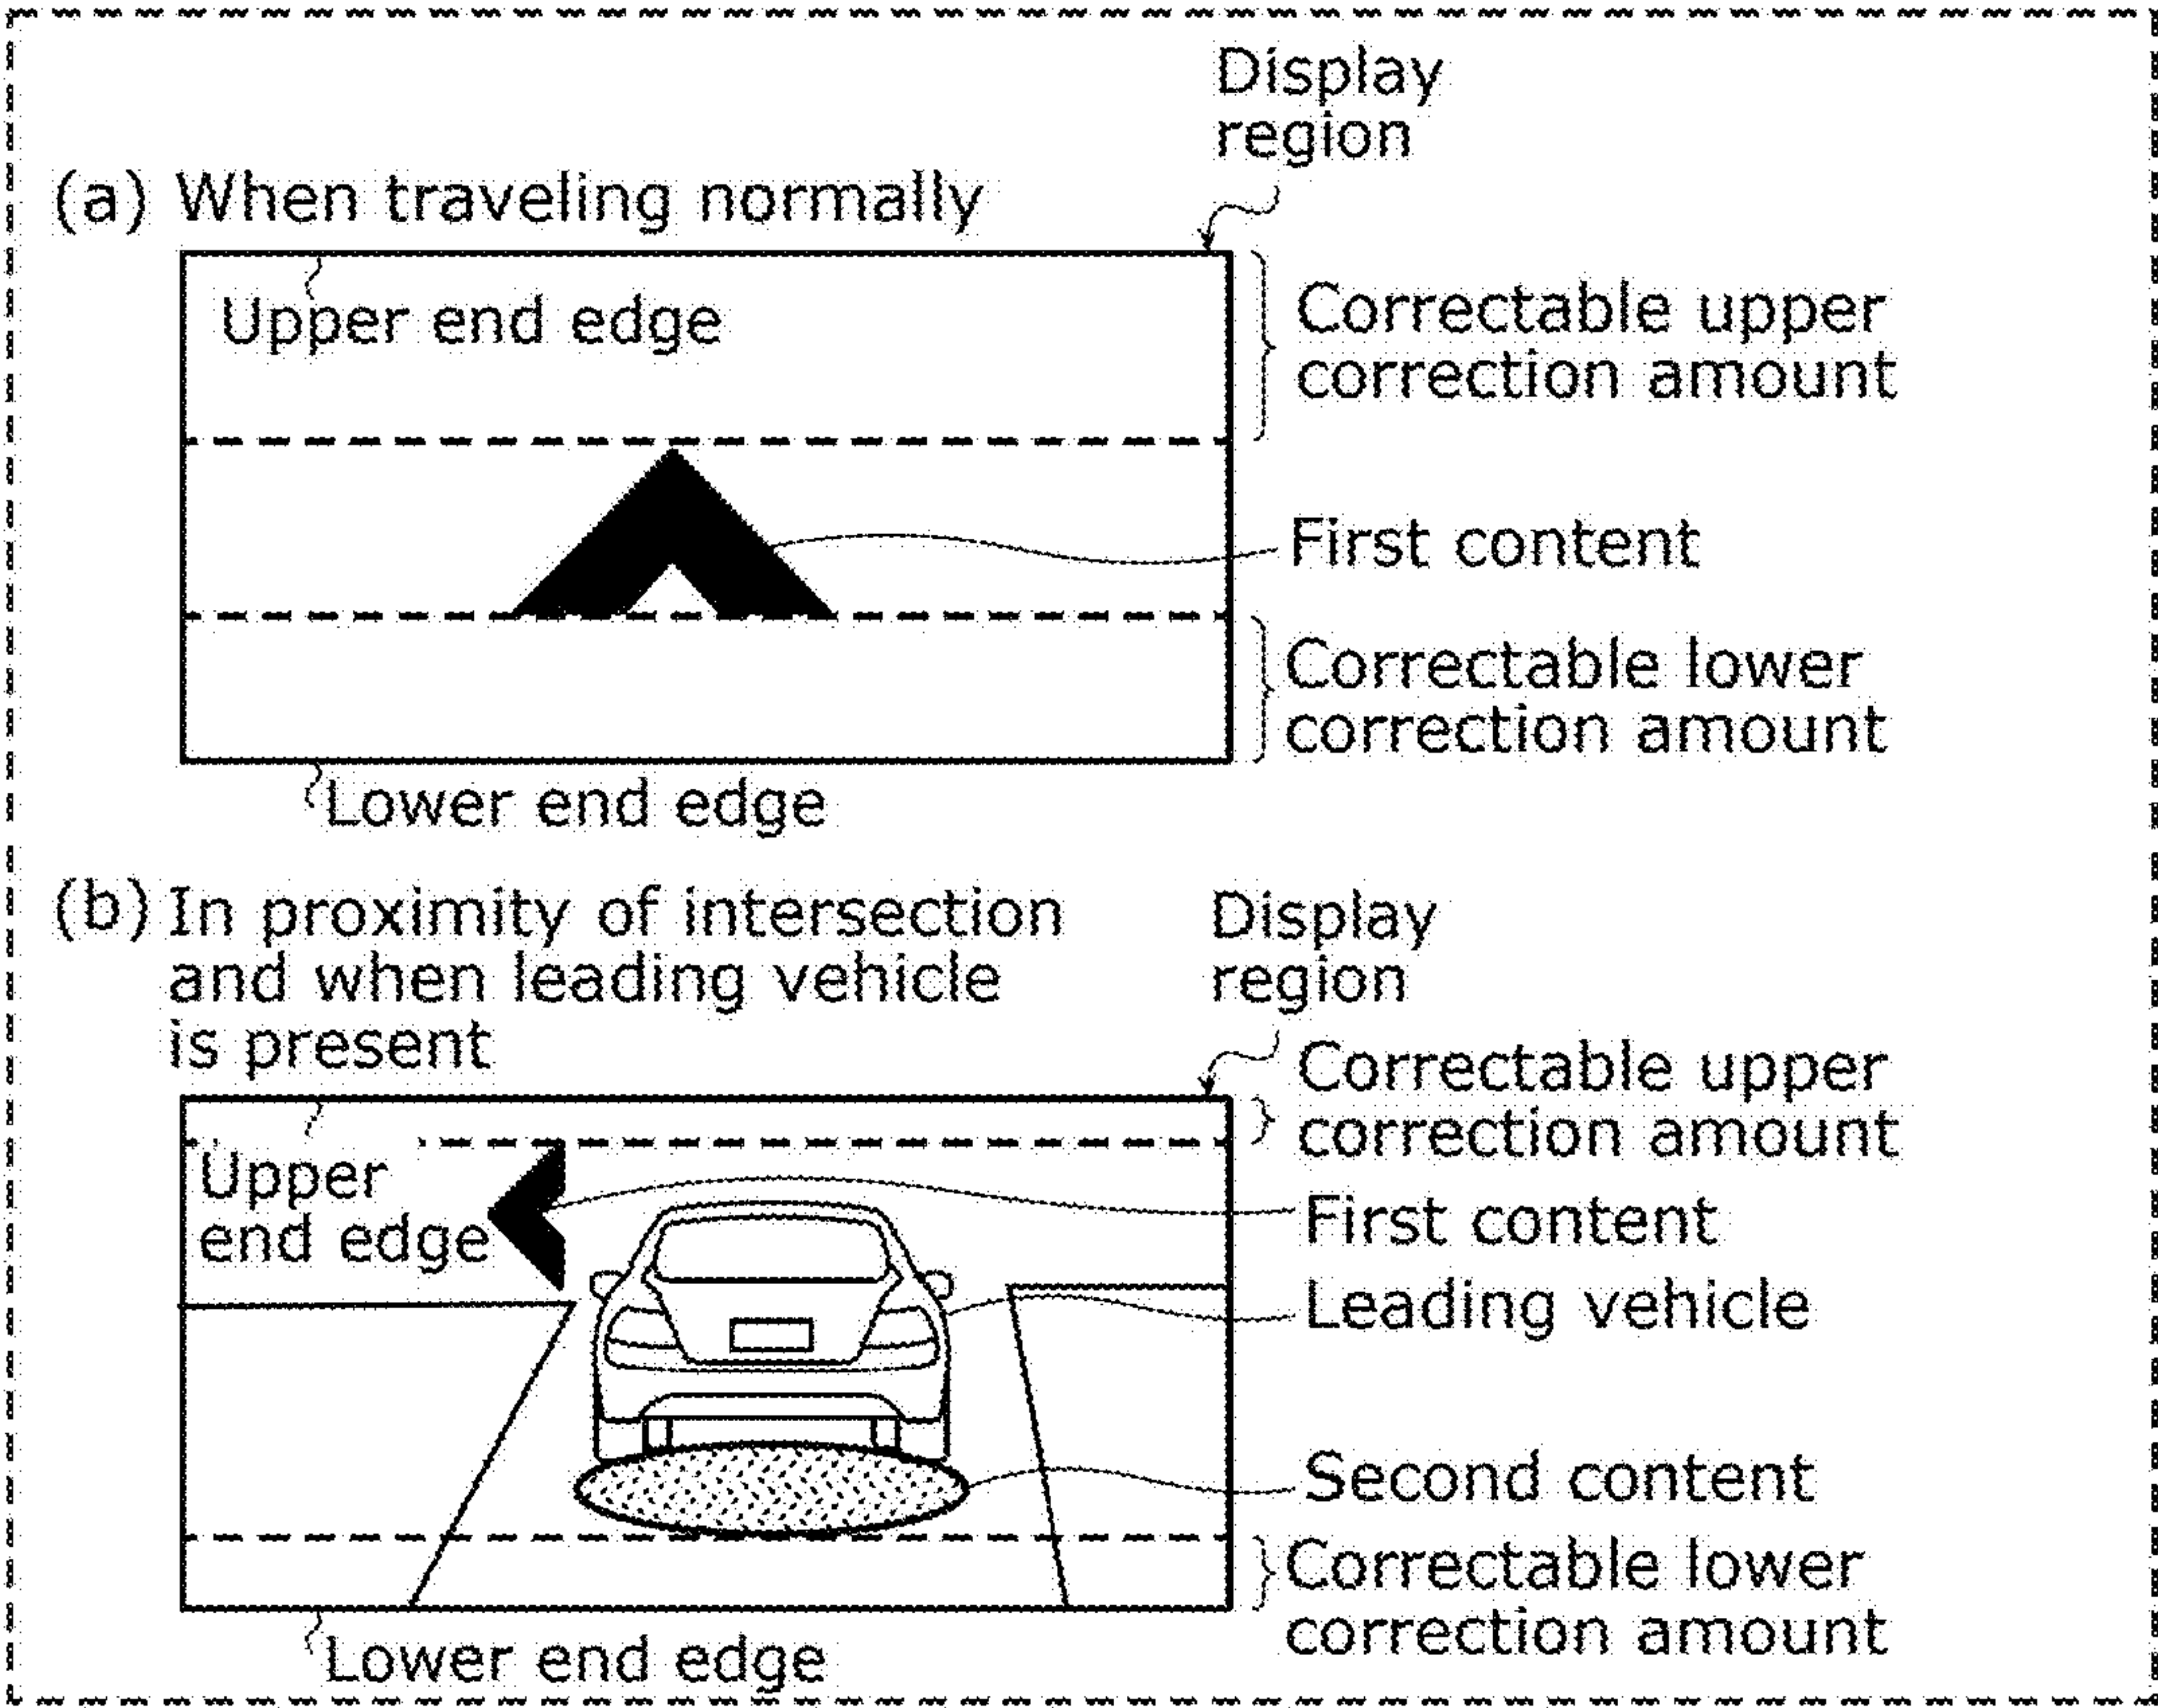 Display
region
(a) When traveling normally
Upper end edge
Correctable upper
correction amount
First content
Correctable lower
correction amount
Lower end edge
(b) In proximity of intersection
and when leading vehicle
is present
Display
region
Correctable upper
correction amount
Upper
end edge
First content
Leading vehicle
Second content
Correctable lower
correction amount
Lower end edge